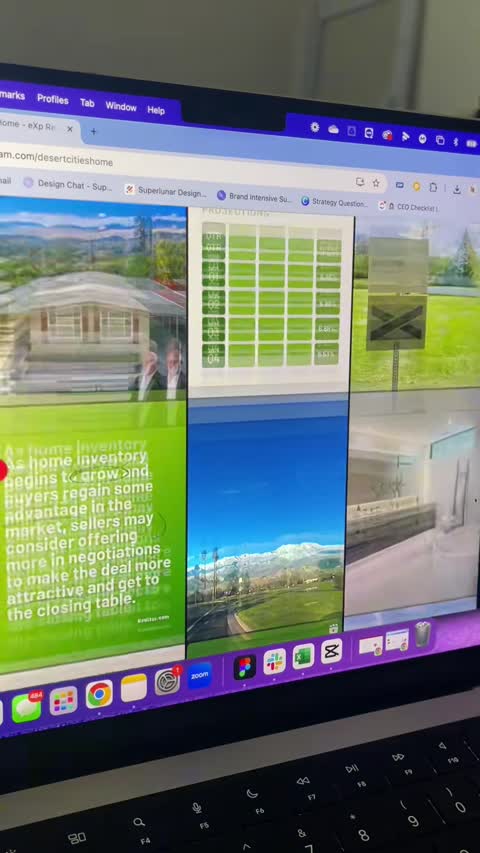 marks Profiles Tab Window Help
Home - eXp Re
am.com/desertcitieshome
ail
Design Chat - Sup...
Superlunar Design...
Brand Intensive Su...
Strategy Question...
CEO Checklist |
PROJECTIONS
QTR
As home inventory
begins to grow and
buyers regain some
advantage in the
market, sellers may
consider offering
more in negotiations
to make the deal more
attractive and get to
the closing table.
484
1
zoom
F4
F5
F6
F7
F8
F9
F10
&
7
*
8
(
9
)
0